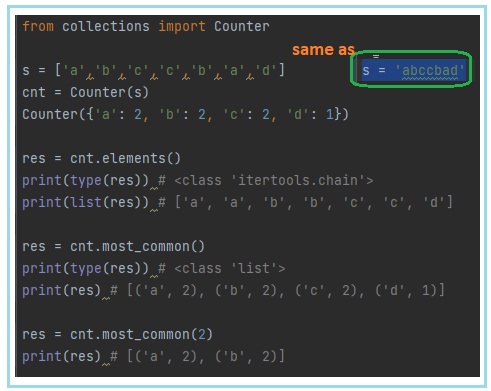 from collections import Counter
same as
s = ['a','b','c','c','b','a','d']
s = 'abccbad'
cnt = Counter(s)
Counter({'a': 2, 'b': 2, 'c': 2, 'd': 1})
res = cnt.elements()
print(type(res)) # <class 'itertools.chain'>
print(list(res)) # ['a', 'a', 'b', 'b', 'c', 'c', 'd']
res = cnt.most_common()
print(type(res)) # <class 'list'>
print(res) # [('a', 2), ('b', 2), ('c', 2), ('d', 1)]
res = cnt.most_common(2)
print(res) # [('a', 2), ('b', 2)]